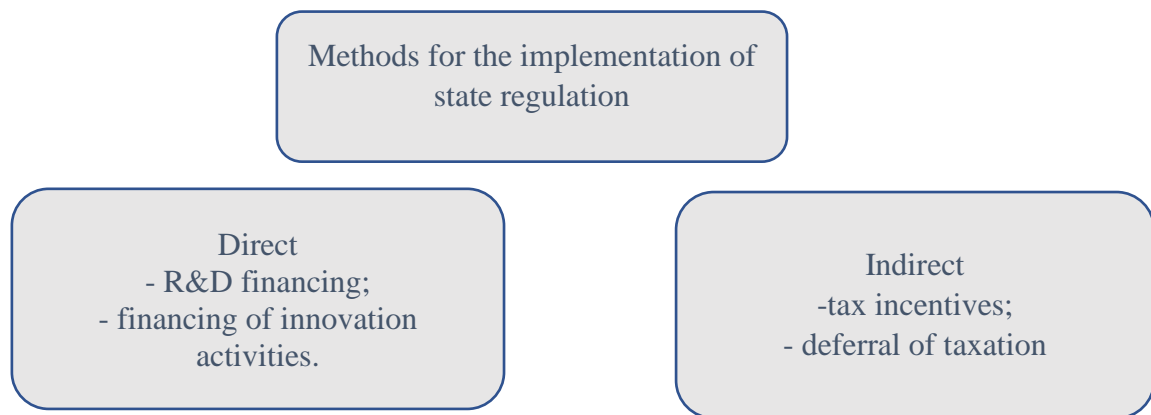 Methods for the implementation of
state regulation
Direct
- R&D financing;
- financing of innovation
activities.
Indirect
-tax incentives;
- deferral of taxation